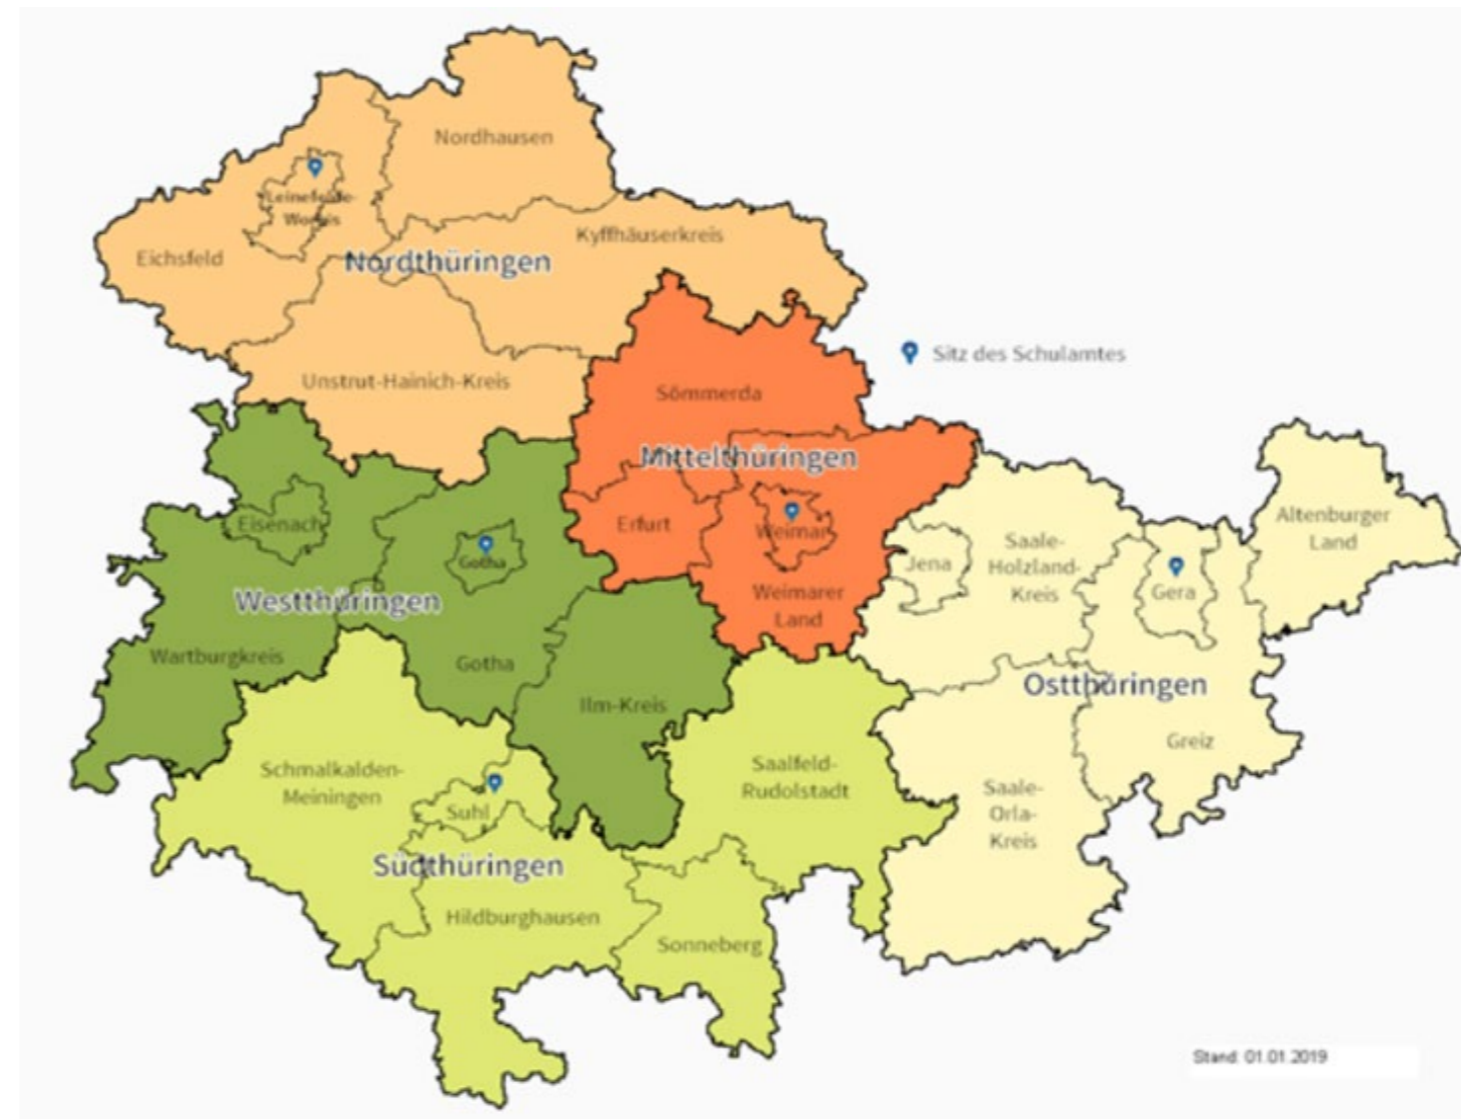 Nordhausen
Leinefelde-
Worbis
Kyffhäuserkreis
Eichsfeld
Nordthüringen
Sitz des Schulamtes
Unstrut-Hainich-Kreis
Sömmerda
Mittelthüringen
Altenburger
Land
Eisenach
Erfurt
Weimar
Gotha
Jena
Saale-
Holzland-
Kreis
Gera
Westthüringen
Weimarer
Land
Wartburgkreis
Gotha
Ostthüringen
Ilm-Kreis
Greiz
Schmalkalden-
Meiningen
Saalfeld-
Rudolstadt
Suhl
Saale-
Orla-
Kreis
Südthüringen
Hildburghausen
Sonneberg
Stand: 01.01.2019